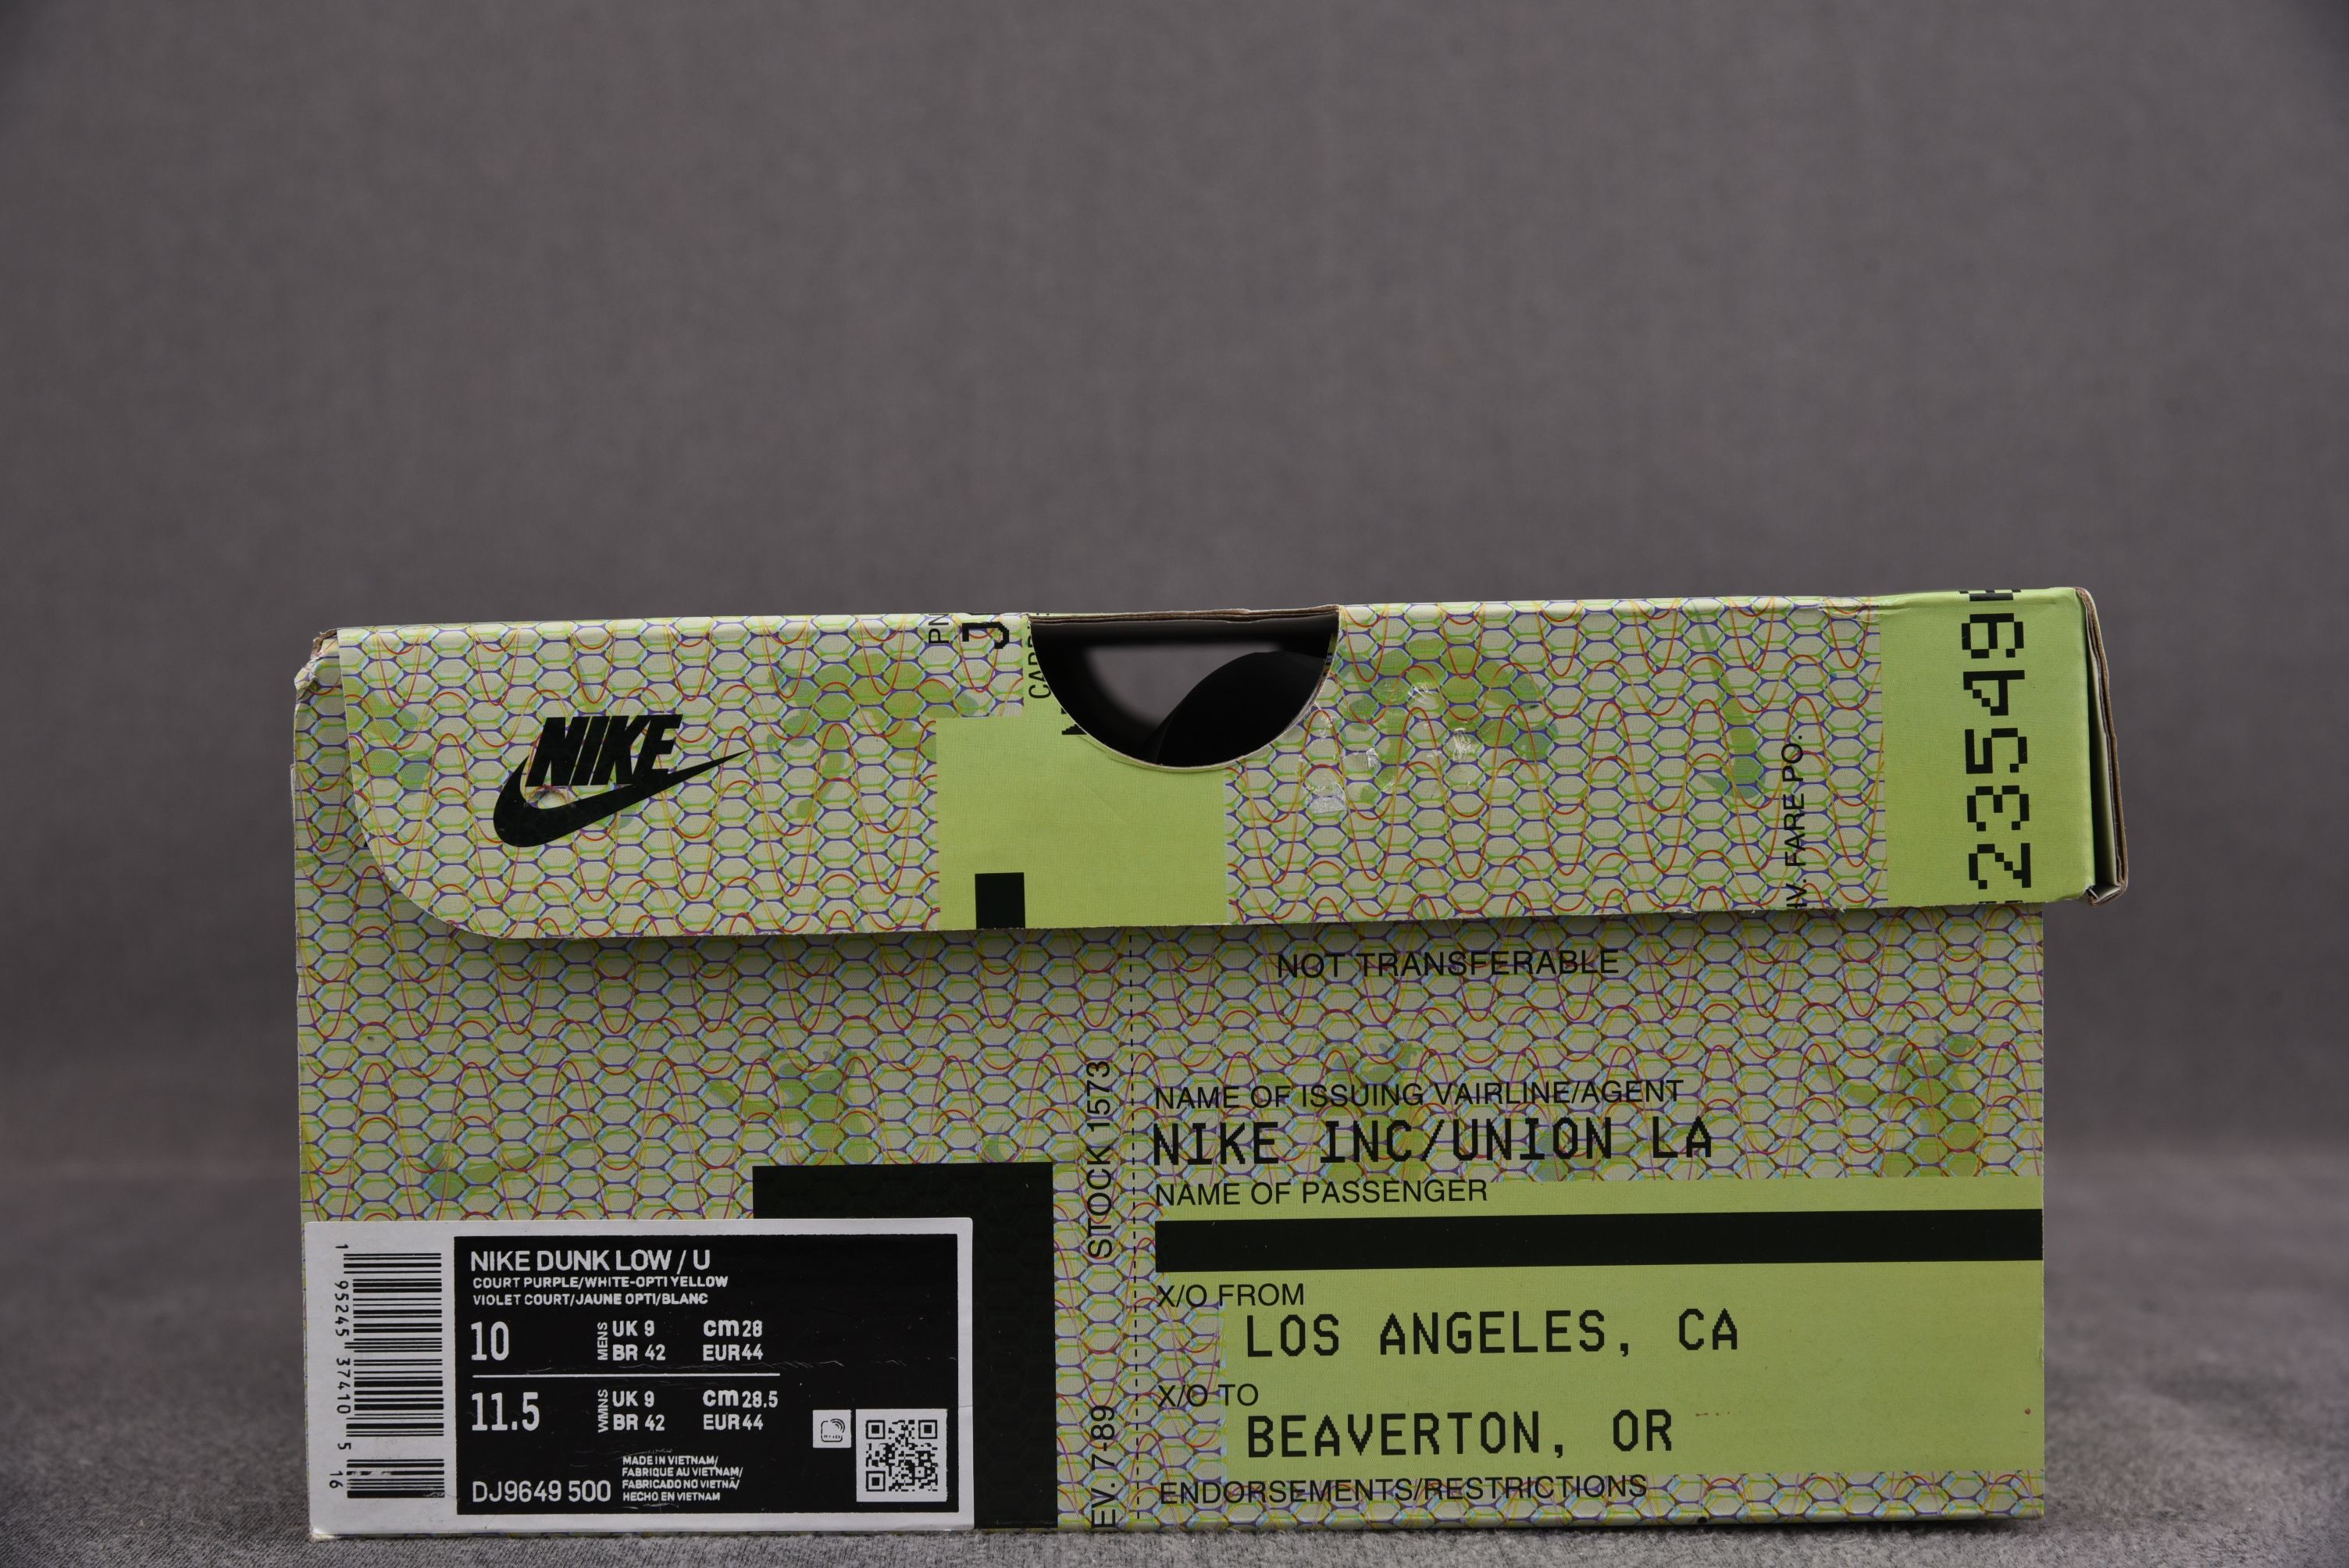 NIKE
PN
J
CARR
IV. FARE PO.
235498
NOT TRANSFERABLE
NAME OF ISSUING VAIRLINE/AGENT
NIKE INC/UNION LA
NAME OF PASSENGER
X/O FROM
LOS ANGELES, CA
X/O TO
BEAVERTON, OR
ENDORSEMENTS/RESTRICTIONS
EV. 7-89 STOCK 1573
1 95245 37410 5 16
NIKE DUNK LOW / U
COURT PURPLE/WHITE-OPTI YELLOW
VIOLET COURT/JAUNE OPTI/BLANC
10 MENS UK 9 cm 28
BR 42 EUR 44
11.5 WMNS UK 9 cm 28.5
BR 42 EUR 44
MADE IN VIETNAM/
FABRIQUE AU VIETNAM/
FABRICADO NO VIETNÃ/
HECHO EN VIETNAM
DJ9649 500